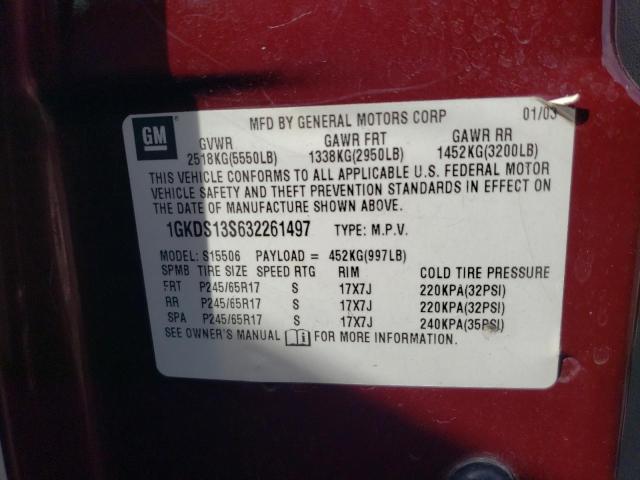 GM
MFD BY GENERAL MOTORS CORP 01/03
GVWR GAWR FRT GAWR RR
2518KG(5550LB) 1338KG(2950LB) 1452KG(3200LB)
THIS VEHICLE CONFORMS TO ALL APPLICABLE U.S. FEDERAL MOTOR
VEHICLE SAFETY AND THEFT PREVENTION STANDARDS IN EFFECT ON
THE DATE OF MANUFACTURE SHOWN ABOVE.
1GKDS13S632261497 TYPE: M.P.V.
MODEL: S15506 PAYLOAD = 452KG(997LB)
SPMB TIRE SIZE SPEED RTG RIM COLD TIRE PRESSURE
FRT P245/65R17 S 17X7J 220KPA(32PSI)
RR P245/65R17 S 17X7J 220KPA(32PSI)
SPA P245/65R17 S 17X7J 240KPA(35PSI)
SEE OWNER'S MANUAL FOR MORE INFORMATION.